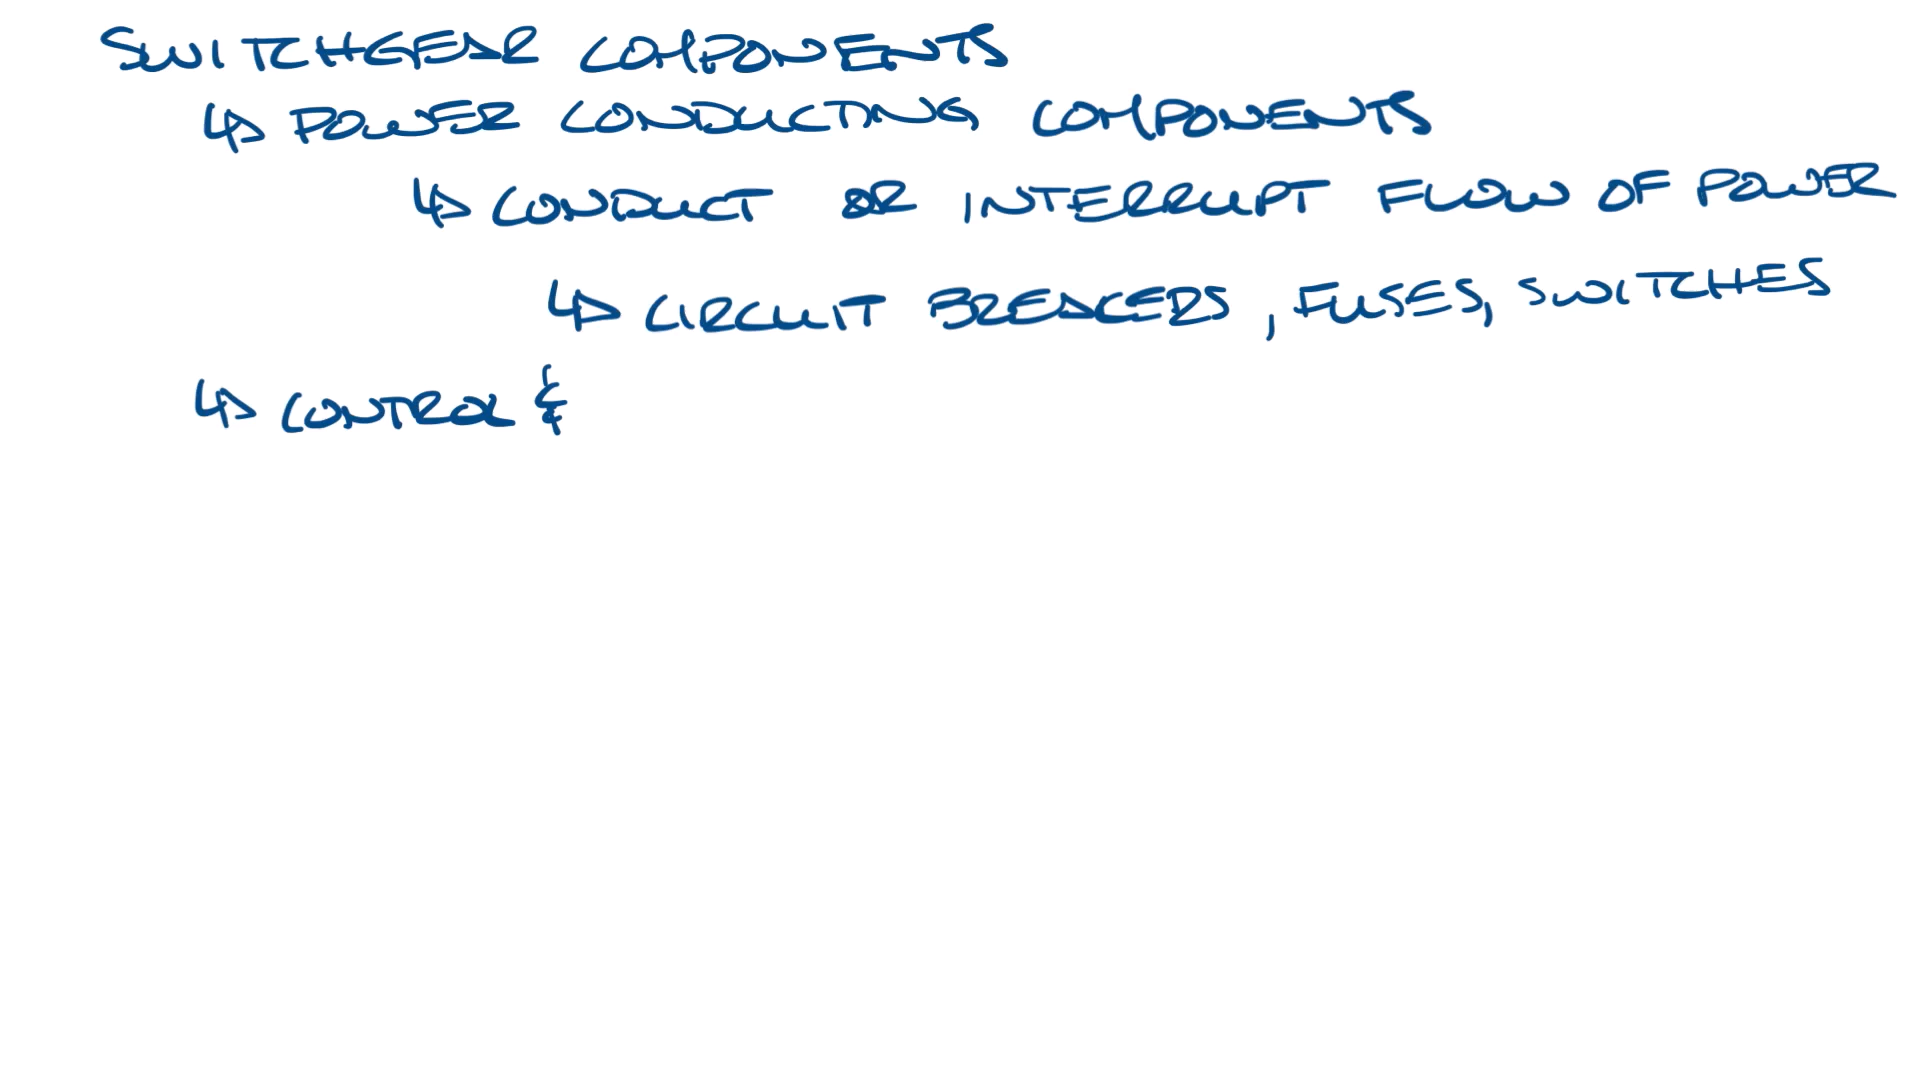 SWITCHGEAR COMPONENTS
↳ POWER CONDUCTING COMPONENTS
↳ CONDUCT OR INTERRUPT FLOW OF POWER
↳ CIRCUIT BREAKERS, FUSES, SWITCHES
↳ CONTROL &